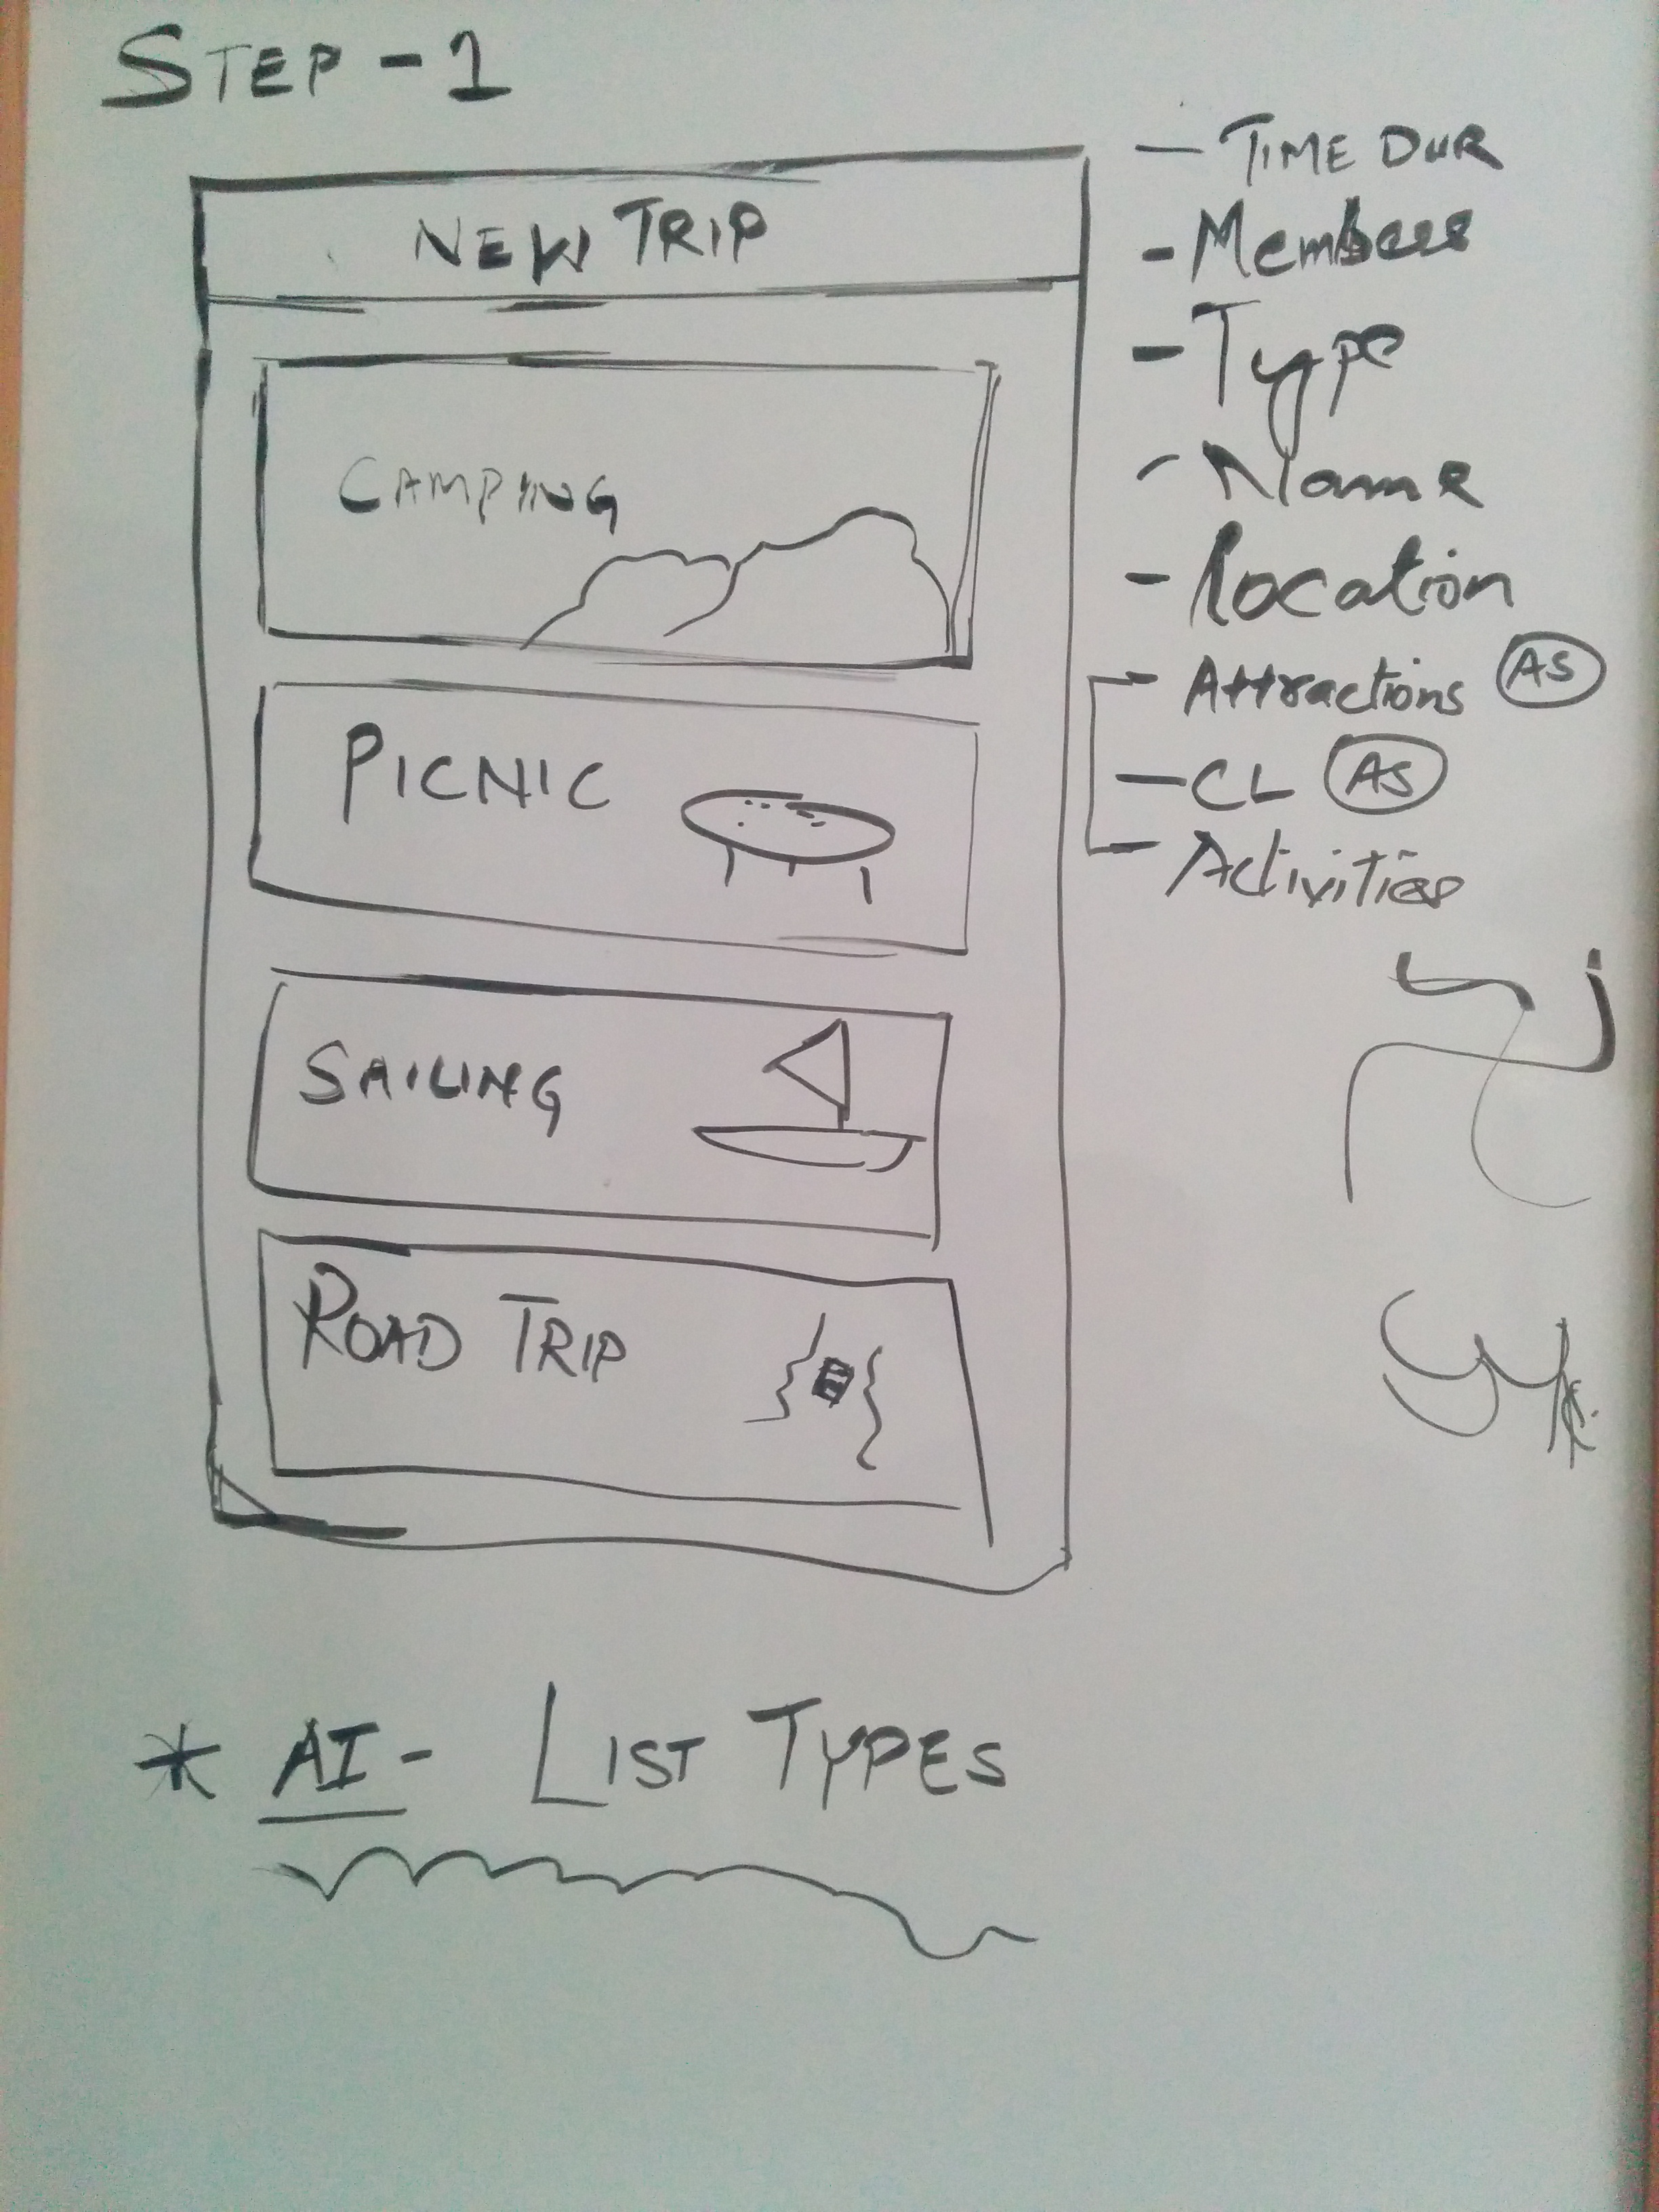 STEP - 1
NEW TRIP
CAMPING
PICNIC
SAILING
ROAD TRIP
- TIME DUR
- Members
- Type
- Name
- Location
- Attractions AS
- CL AS
- Activities
* AI - LIST TYPES